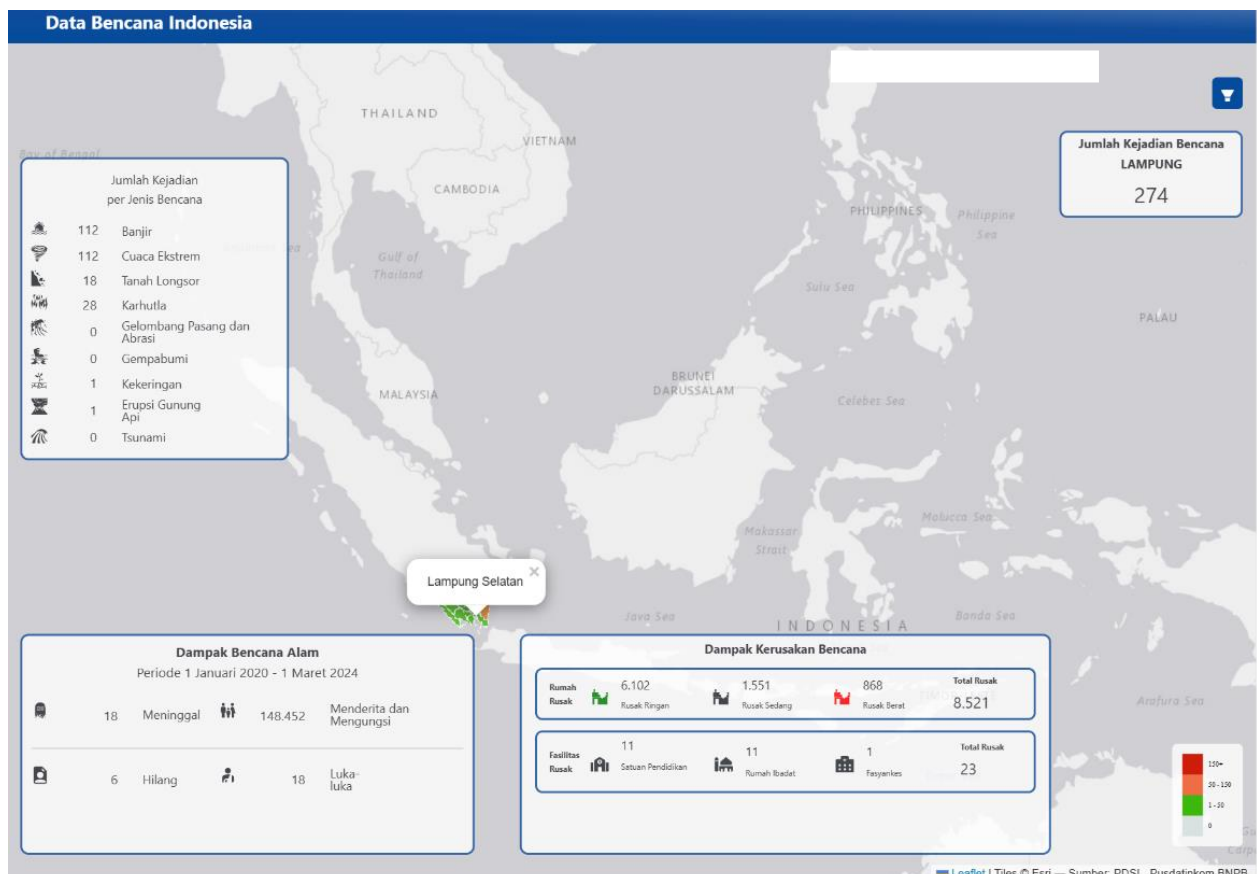 Data Bencana Indonesia
THAILAND
VIETNAM
Bay of Bengal
CAMBODIA
Gulf of
Thailand
PHILIPPINES
Philippine
Sea
Sulu Sea
PALAU
MALAYSIA
BRUNEI
DARUSSALAM
Celebes Sea
Molucca Sea
Makassar
Strait
Java Sea
Banda Sea
INDONESIA
Arafura Sea
Jumlah Kejadian Bencana
LAMPUNG
274
Jumlah Kejadian
per Jenis Bencana
112 Banjir
112 Cuaca Ekstrem
18 Tanah Longsor
28 Karhutla
0 Gelombang Pasang dan
Abrasi
0 Gempabumi
1 Kekeringan
1 Erupsi Gunung
Api
0 Tsunami
Lampung Selatan ×
Dampak Bencana Alam
Periode 1 Januari 2020 - 1 Maret 2024
18 Meninggal 148.452 Menderita dan
Mengungsi
6 Hilang 18 Luka-
luka
Dampak Kerusakan Bencana
Rumah
Rusak
6.102
Rusak Ringan
1.551
Rusak Sedang
868
Rusak Berat
Total Rusak
8.521
Fasilitas
Rusak
11
Satuan Pendidikan
11
Rumah Ibadat
1
Fasyankes
Total Rusak
23
150+
50 - 150
1 - 50
0
Leaflet | Tiles © Esri — Sumber: PDSI - Pusdatinkom BNPB